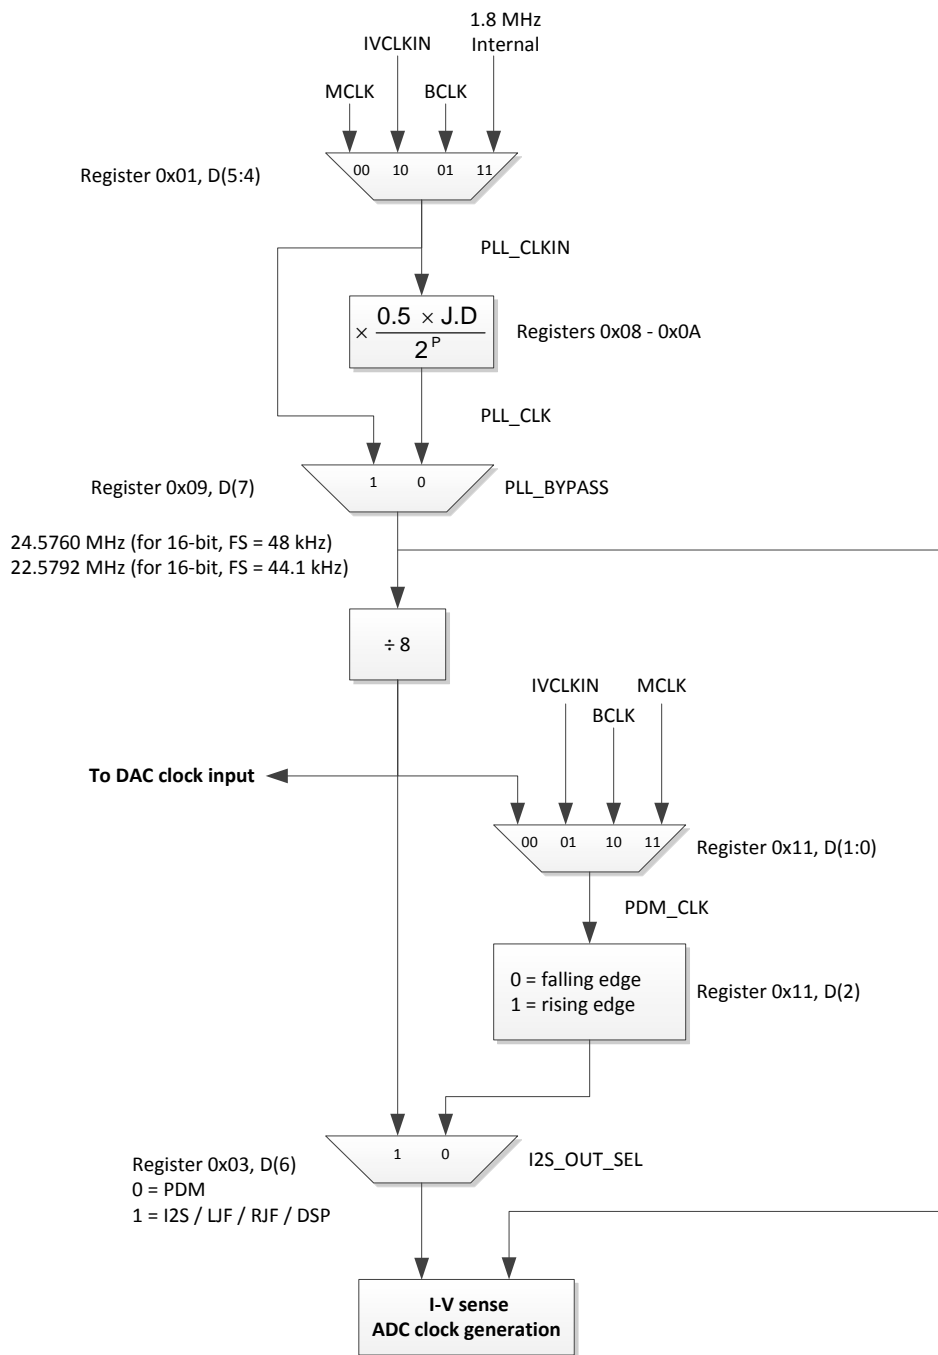 1.8 MHz
Internal
IVCLKIN
MCLK
BCLK
00 10 01 11
Register 0x01, D(5:4)
PLL_CLKIN
× 0.5 × J.D
2^P
Registers 0x08 - 0x0A
PLL_CLK
1 0
Register 0x09, D(7)
PLL_BYPASS
24.5760 MHz (for 16-bit, FS = 48 kHz)
22.5792 MHz (for 16-bit, FS = 44.1 kHz)
÷ 8
IVCLKIN
MCLK
BCLK
To DAC clock input
00 01 10 11
Register 0x11, D(1:0)
PDM_CLK
0 = falling edge
1 = rising edge
Register 0x11, D(2)
1 0
I2S_OUT_SEL
Register 0x03, D(6)
0 = PDM
1 = I2S / LJF / RJF / DSP
I-V sense
ADC clock generation